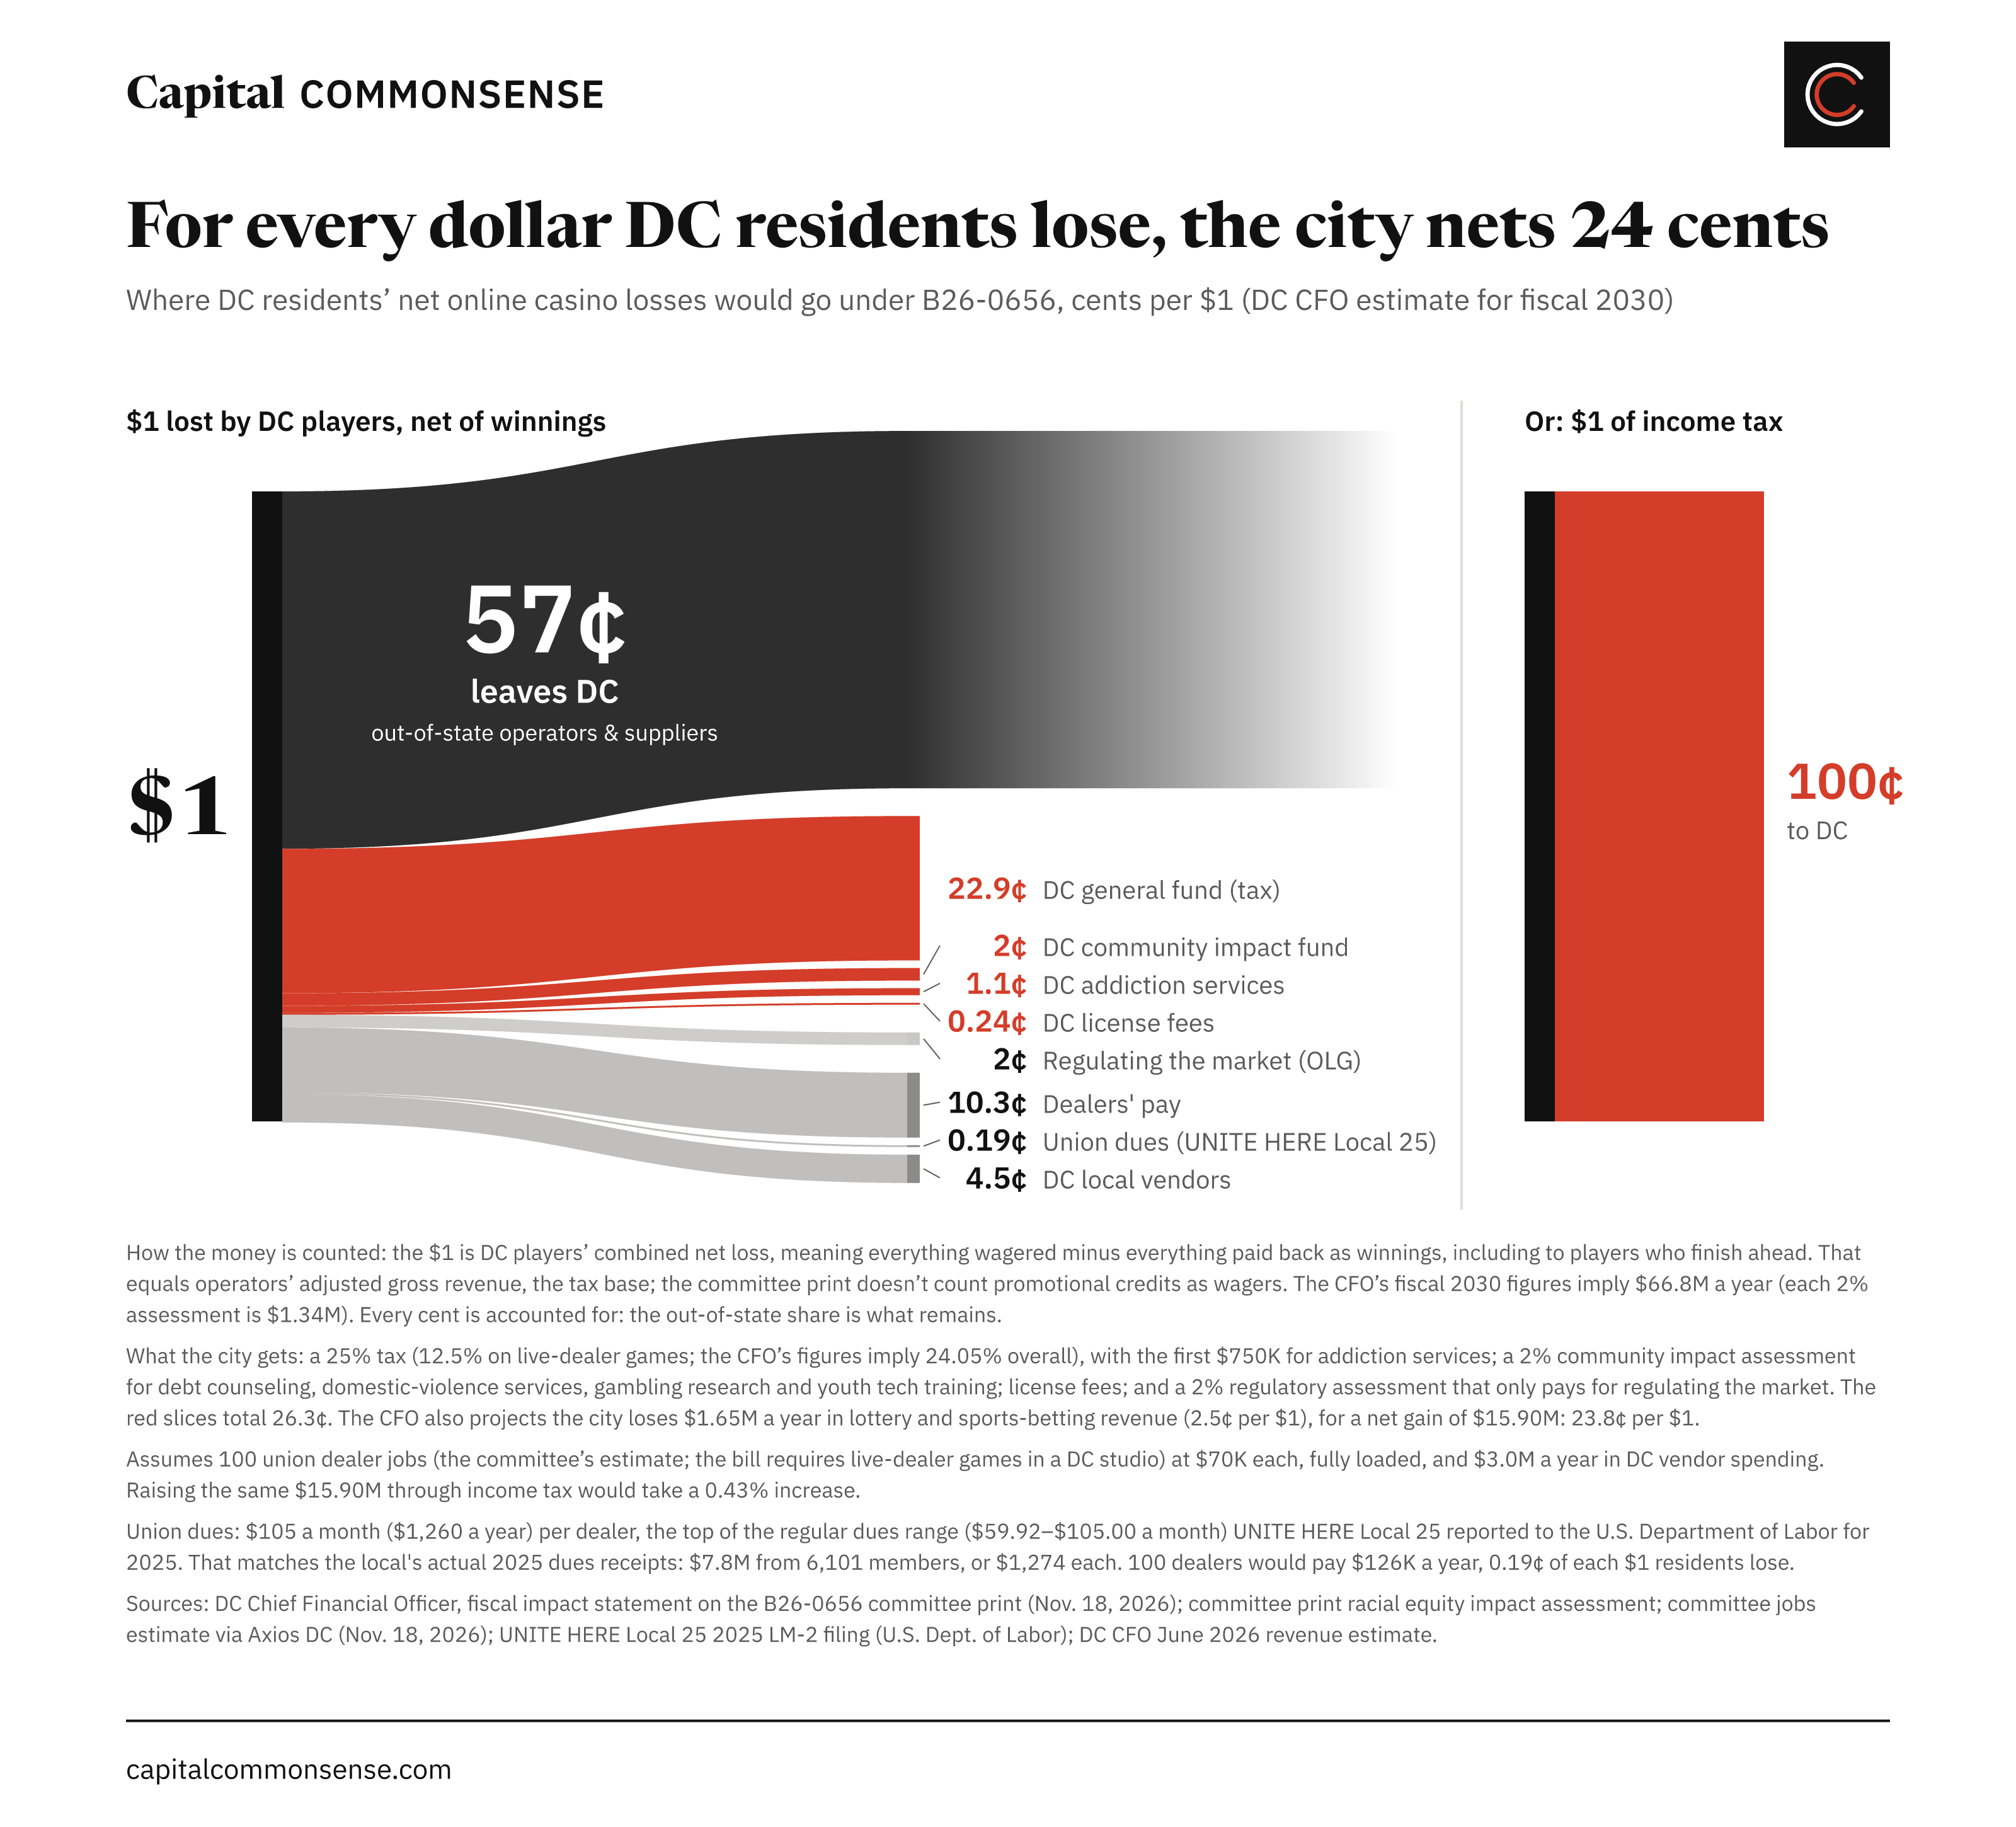 Capital COMMONSENSE
For every dollar DC residents lose, the city nets 24 cents
Where DC residents’ net online casino losses would go under B26-0656, cents per $1 (DC CFO estimate for fiscal 2030)
$1 lost by DC players, net of winnings
Or: $1 of income tax
57¢
leaves DC
out-of-state operators & suppliers
$1
100¢
to DC
22.9¢ DC general fund (tax)
2¢ DC community impact fund
1.1¢ DC addiction services
0.24¢ DC license fees
2¢ Regulating the market (OLG)
10.3¢ Dealers' pay
0.19¢ Union dues (UNITE HERE Local 25)
4.5¢ DC local vendors
How the money is counted: the $1 is DC players’ combined net loss, meaning everything wagered minus everything paid back as winnings, including to players who finish ahead. That
equals operators’ adjusted gross revenue, the tax base; the committee print doesn’t count promotional credits as wagers. The CFO’s fiscal 2030 figures imply $66.8M a year (each 2%
assessment is $1.34M). Every cent is accounted for: the out-of-state share is what remains.
What the city gets: a 25% tax (12.5% on live-dealer games; the CFO’s figures imply 24.05% overall), with the first $750K for addiction services; a 2% community impact assessment
for debt counseling, domestic-violence services, gambling research and youth tech training; license fees; and a 2% regulatory assessment that only pays for regulating the market. The
red slices total 26.3¢. The CFO also projects the city loses $1.65M a year in lottery and sports-betting revenue (2.5¢ per $1), for a net gain of $15.90M: 23.8¢ per $1.
Assumes 100 union dealer jobs (the committee’s estimate; the bill requires live-dealer games in a DC studio) at $70K each, fully loaded, and $3.0M a year in DC vendor spending.
Raising the same $15.90M through income tax would take a 0.43% increase.
Union dues: $105 a month ($1,260 a year) per dealer, the top of the regular dues range ($59.92–$105.00 a month) UNITE HERE Local 25 reported to the U.S. Department of Labor for
2025. That matches the local's actual 2025 dues receipts: $7.8M from 6,101 members, or $1,274 each. 100 dealers would pay $126K a year, 0.19¢ of each $1 residents lose.
Sources: DC Chief Financial Officer, fiscal impact statement on the B26-0656 committee print (Nov. 18, 2026); committee print racial equity impact assessment; committee jobs
estimate via Axios DC (Nov. 18, 2026); UNITE HERE Local 25 2025 LM-2 filing (U.S. Dept. of Labor); DC CFO June 2026 revenue estimate.
capitalcommonsense.com